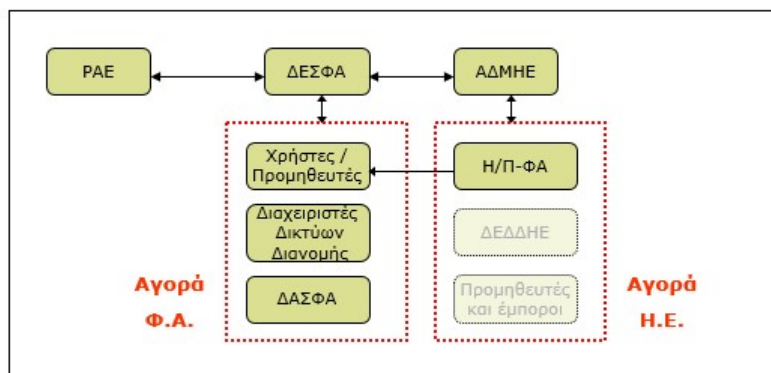 ΡΑΕ
ΔΕΣΦΑ
ΑΔΜΗΕ
Χρήστες /
Προμηθευτές
Η/Π-ΦΑ
Διαχειριστές
Δικτύων
Διανομής
ΔΕΔΔΗΕ
ΔΑΣΦΑ
Προμηθευτές
και έμποροι
Αγορά
Φ.Α.
Αγορά
Η.Ε.